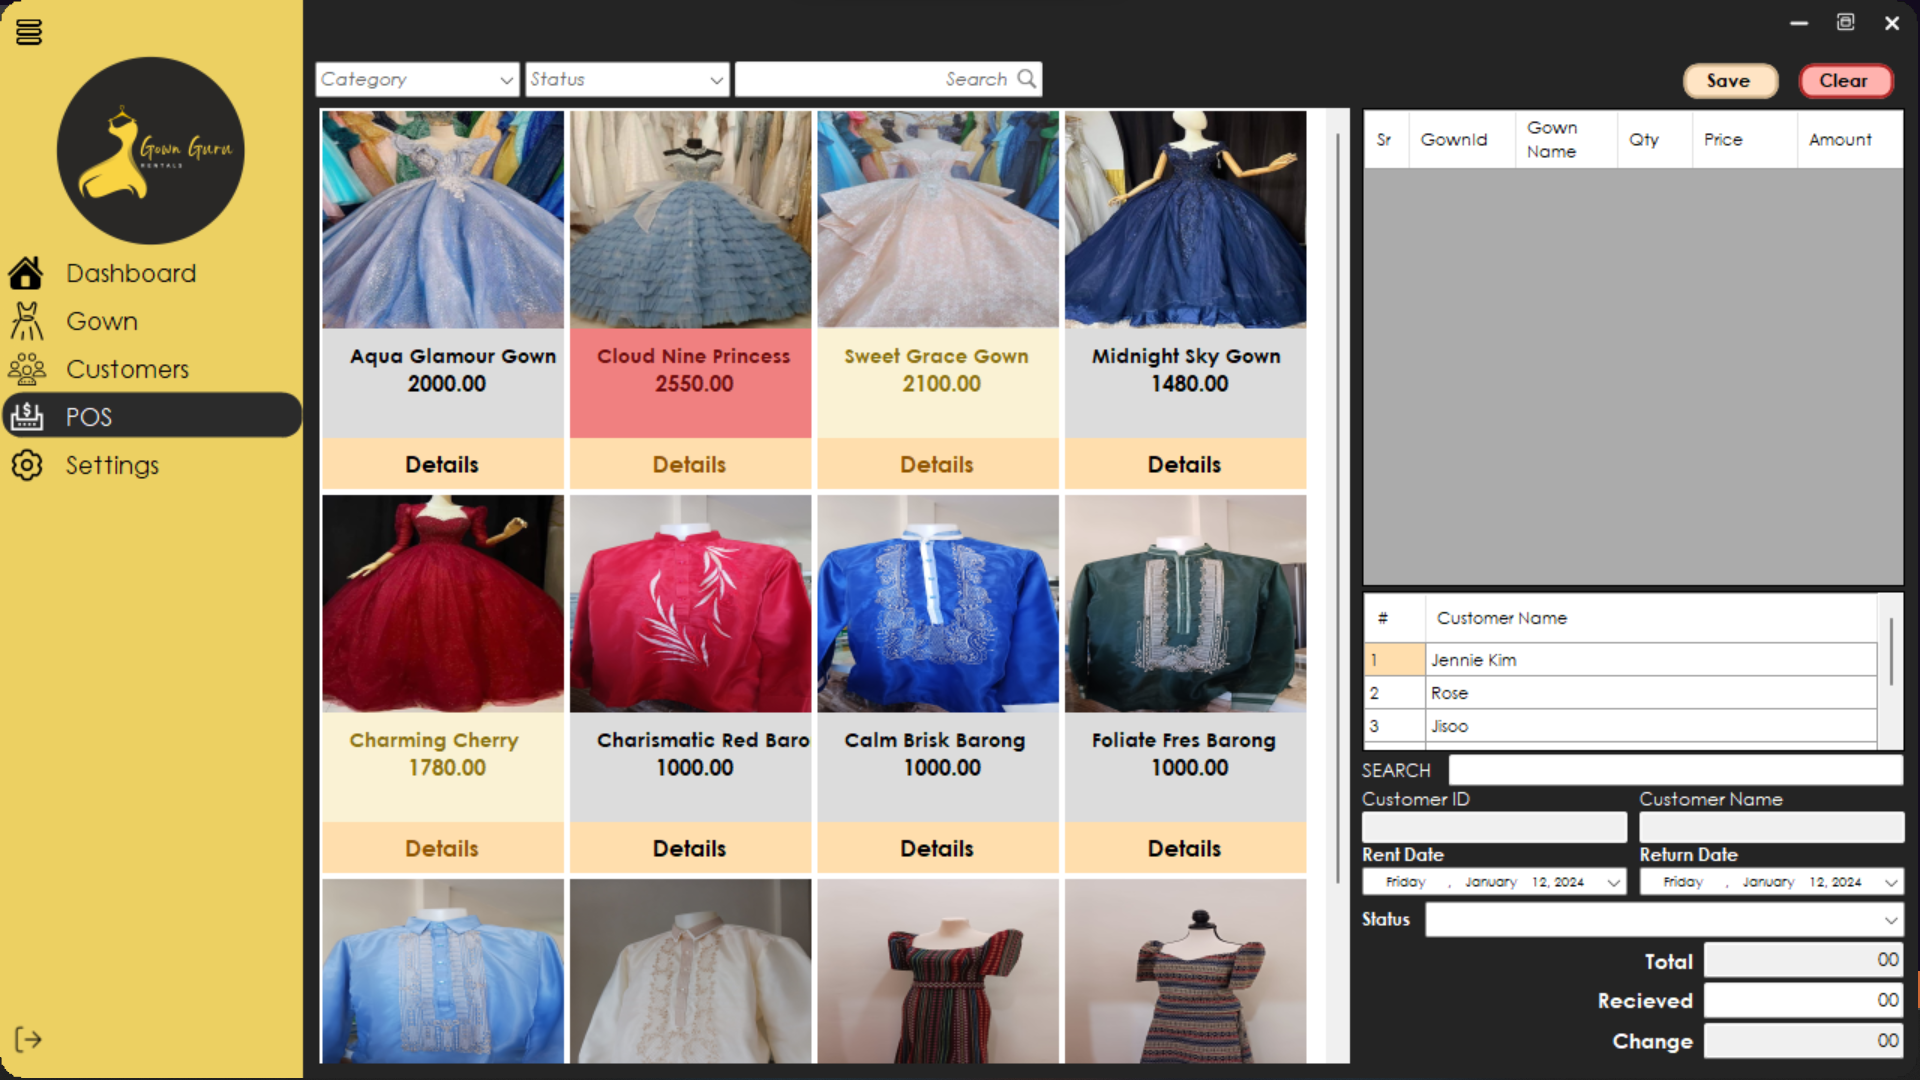 Gown Guru
RENTALS
Dashboard
Gown
Customers
POS
Settings
Category
Status
Search
Save
Clear
Aqua Glamour Gown
2000.00
Details
Cloud Nine Princess
2550.00
Details
Sweet Grace Gown
2100.00
Details
Midnight Sky Gown
1480.00
Details
Charming Cherry
1780.00
Details
Charismatic Red Baro
1000.00
Details
Calm Brisk Barong
1000.00
Details
Foliate Fres Barong
1000.00
Details
Sr GownId Gown Name Qty Price Amount
# Customer Name
1 Jennie Kim
2 Rose
3 Jisoo
SEARCH
Customer ID Customer Name
Rent Date Return Date
Friday , January 12, 2024 Friday , January 12, 2024
Status
Total 00
Recieved 00
Change 00